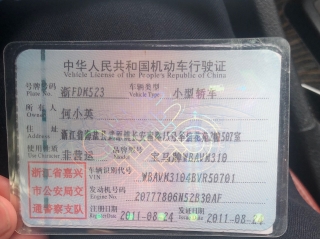 中华人民共和国机动车行驶证
Vehicle License of the People's Republic of China
号牌号码 浙FDM523 车辆类型 小型轿车
Plate No. Vehicle Type
所有人 何小英
Owner
住址
Address
使用性质 非营运 品牌型号 宝马牌WBAVM310
Use Character
浙江省嘉兴
市公安局交
通警察支队
车辆识别代号 WBAVM3104BVR50701
VIN
发动机号码 20777806N52B30AF
Engine No.
注册日期 2011-08-24 发证日期 2011-08-24
Register Date